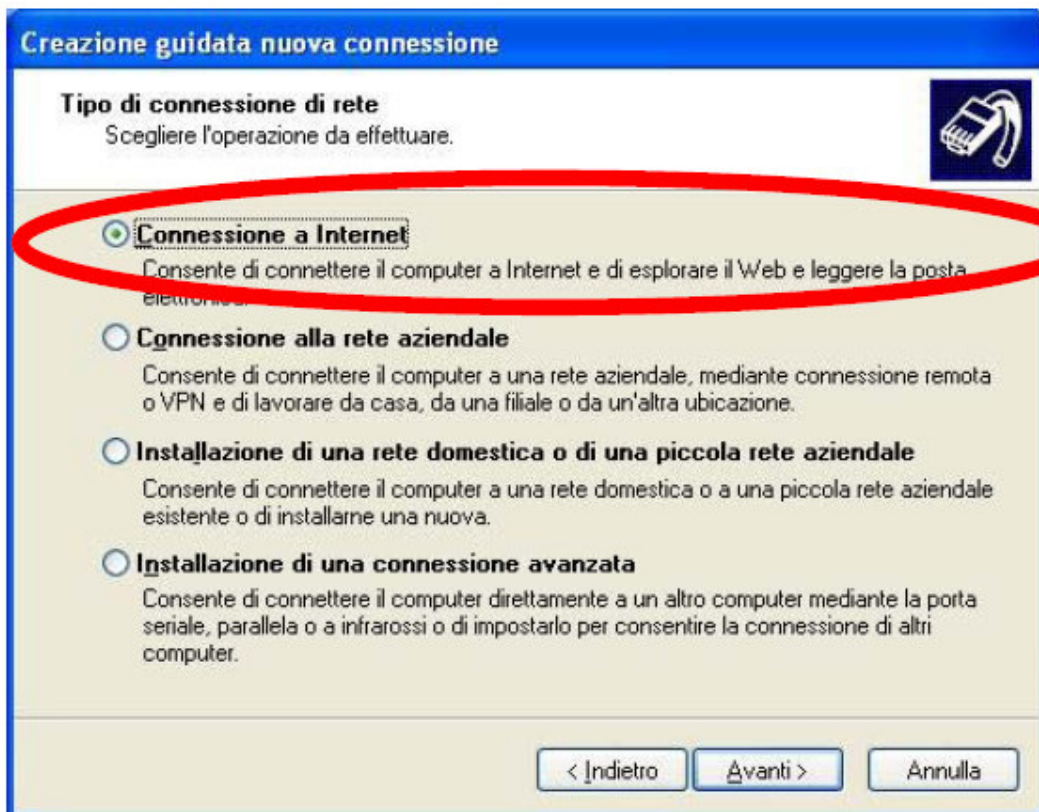 Creazione guidata nuova connessione
Tipo di connessione di rete
Scegliere l'operazione da effettuare.
Connessione a Internet
Consente di connettere il computer a Internet e di esplorare il Web e leggere la posta
elettronica.
Connessione alla rete aziendale
Consente di connettere il computer a una rete aziendale, mediante connessione remota
o VPN e di lavorare da casa, da una filiale o da un'altra ubicazione.
Installazione di una rete domestica o di una piccola rete aziendale
Consente di connettere il computer a una rete domestica o a una piccola rete aziendale
esistente o di installarne una nuova.
Installazione di una connessione avanzata
Consente di connettere il computer direttamente a un altro computer mediante la porta
seriale, parallela o a infrarossi o di impostarlo per consentire la connessione di altri
computer.
< Indietro Avanti > Annulla